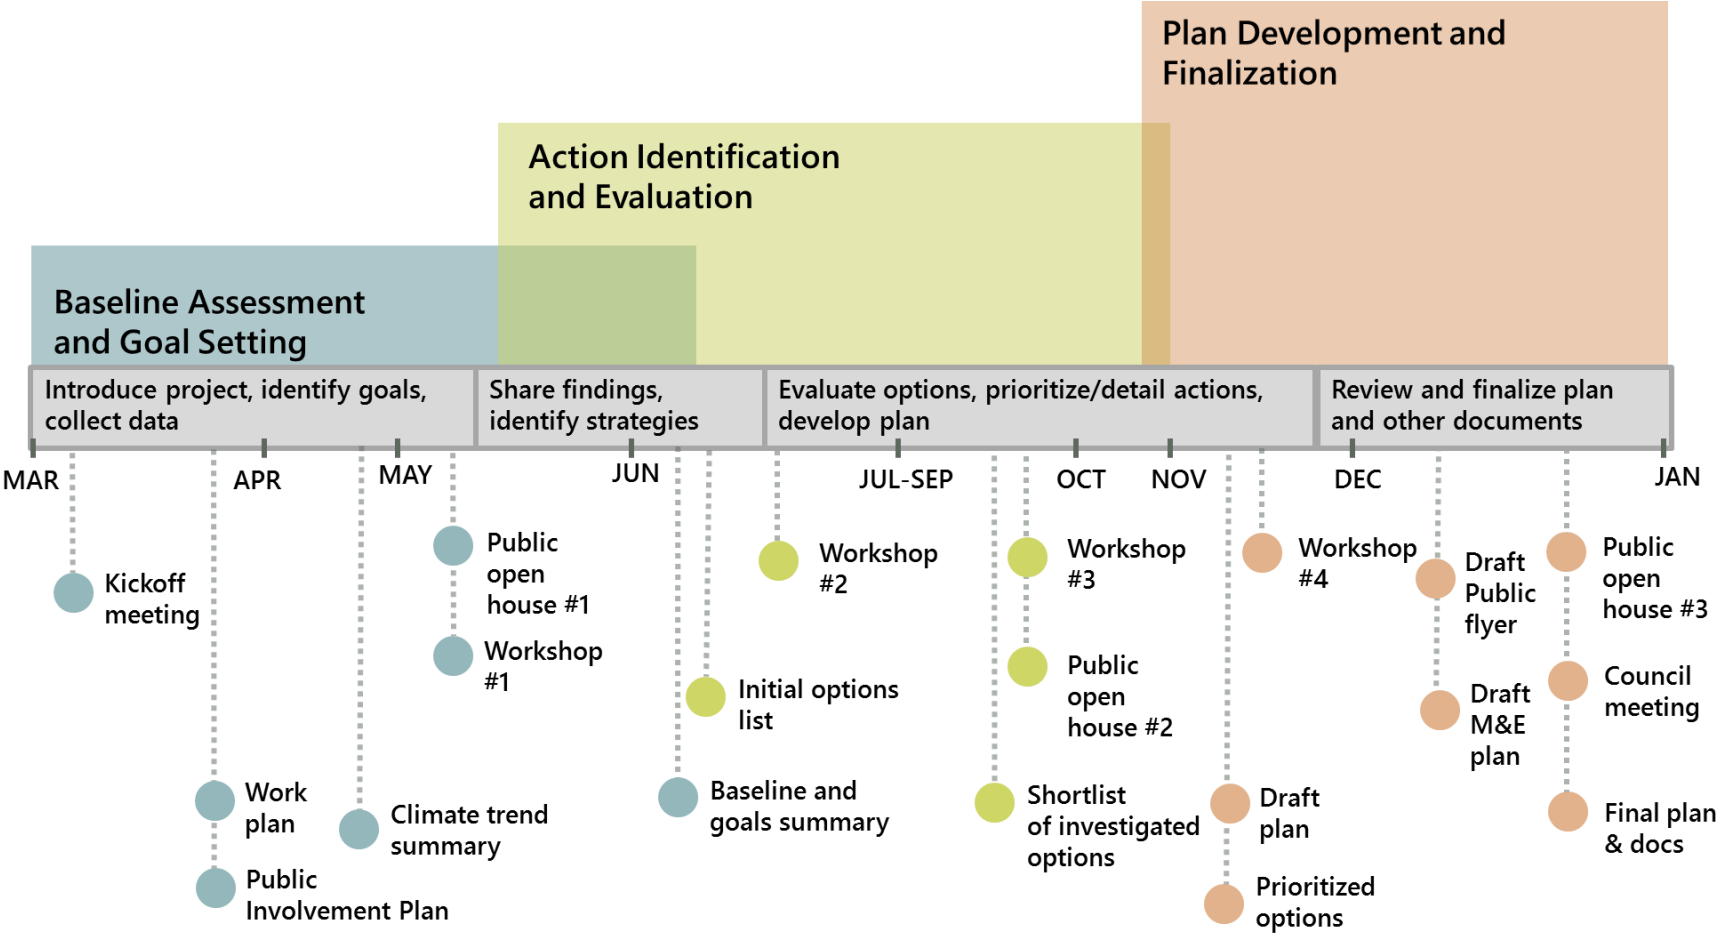 Plan Development and
Finalization
Action Identification
and Evaluation
Baseline Assessment
and Goal Setting
Introduce project, identify goals,
collect data
Share findings,
identify strategies
Evaluate options, prioritize/detail actions,
develop plan
Review and finalize plan
and other documents
MAR
APR
MAY
JUN
JUL-SEP
OCT
NOV
DEC
JAN
Kickoff
meeting
Work
plan
Public
Involvement Plan
Climate trend
summary
Public
open
house #1
Workshop
#1
Baseline and
goals summary
Initial options
list
Workshop
#2
Shortlist
of investigated
options
Workshop
#3
Public
open
house #2
Draft
plan
Prioritized
options
Workshop
#4
Draft
Public
flyer
Draft
M&E
plan
Public
open
house #3
Council
meeting
Final plan
& docs